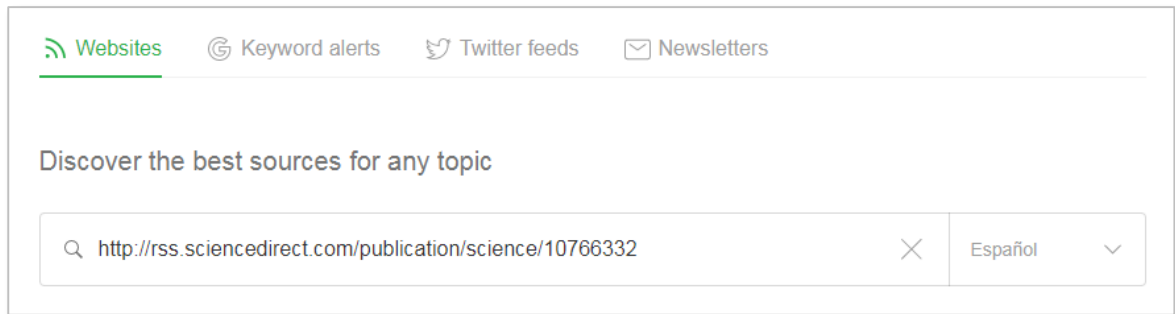 Websites Keyword alerts Twitter feeds Newsletters
Discover the best sources for any topic
http://rss.sciencedirect.com/publication/science/10766332 Español